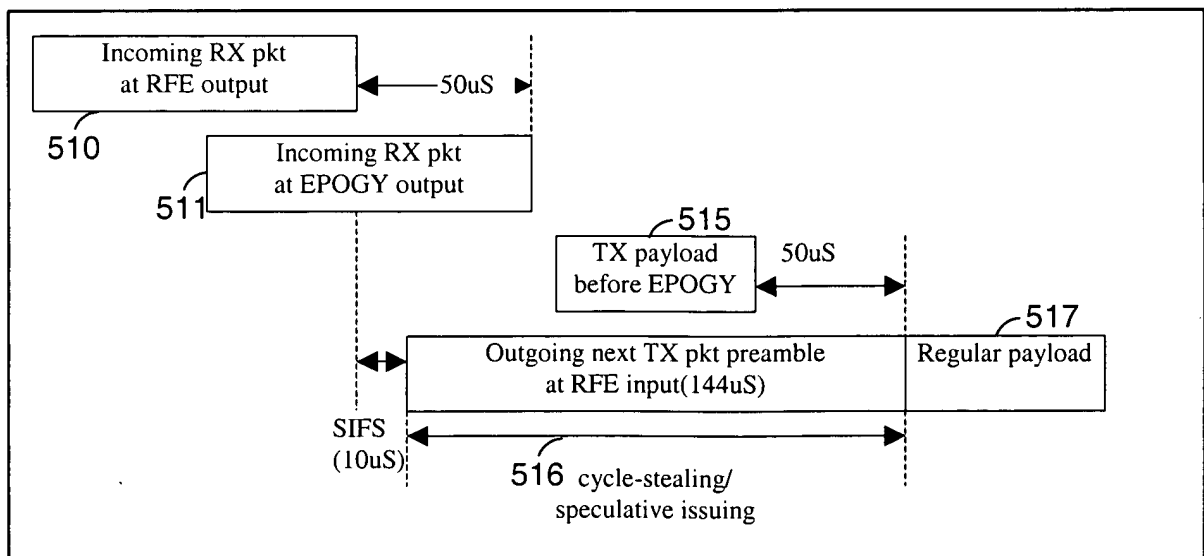 Incoming RX pkt
at RFE output
50uS
510
Incoming RX pkt
at EPOGY output
511
515
TX payload
before EPOGY
50uS
517
Outgoing next TX pkt preamble
at RFE input(144uS)
Regular payload
SIFS
(10uS)
516
cycle-stealing/
speculative issuing